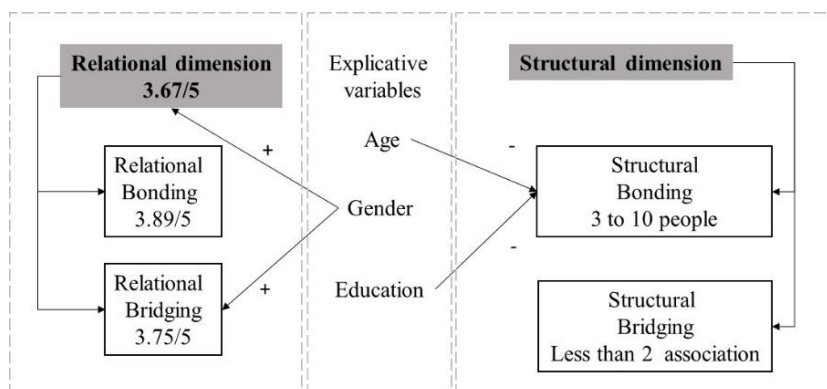 Relational dimension
3.67/5
Relational
Bonding
3.89/5
Relational
Bridging
3.75/5
+
+
Explicative
variables
Age
Gender
Education
-
-
Structural dimension
Structural
Bonding
3 to 10 people
Structural
Bridging
Less than 2 association